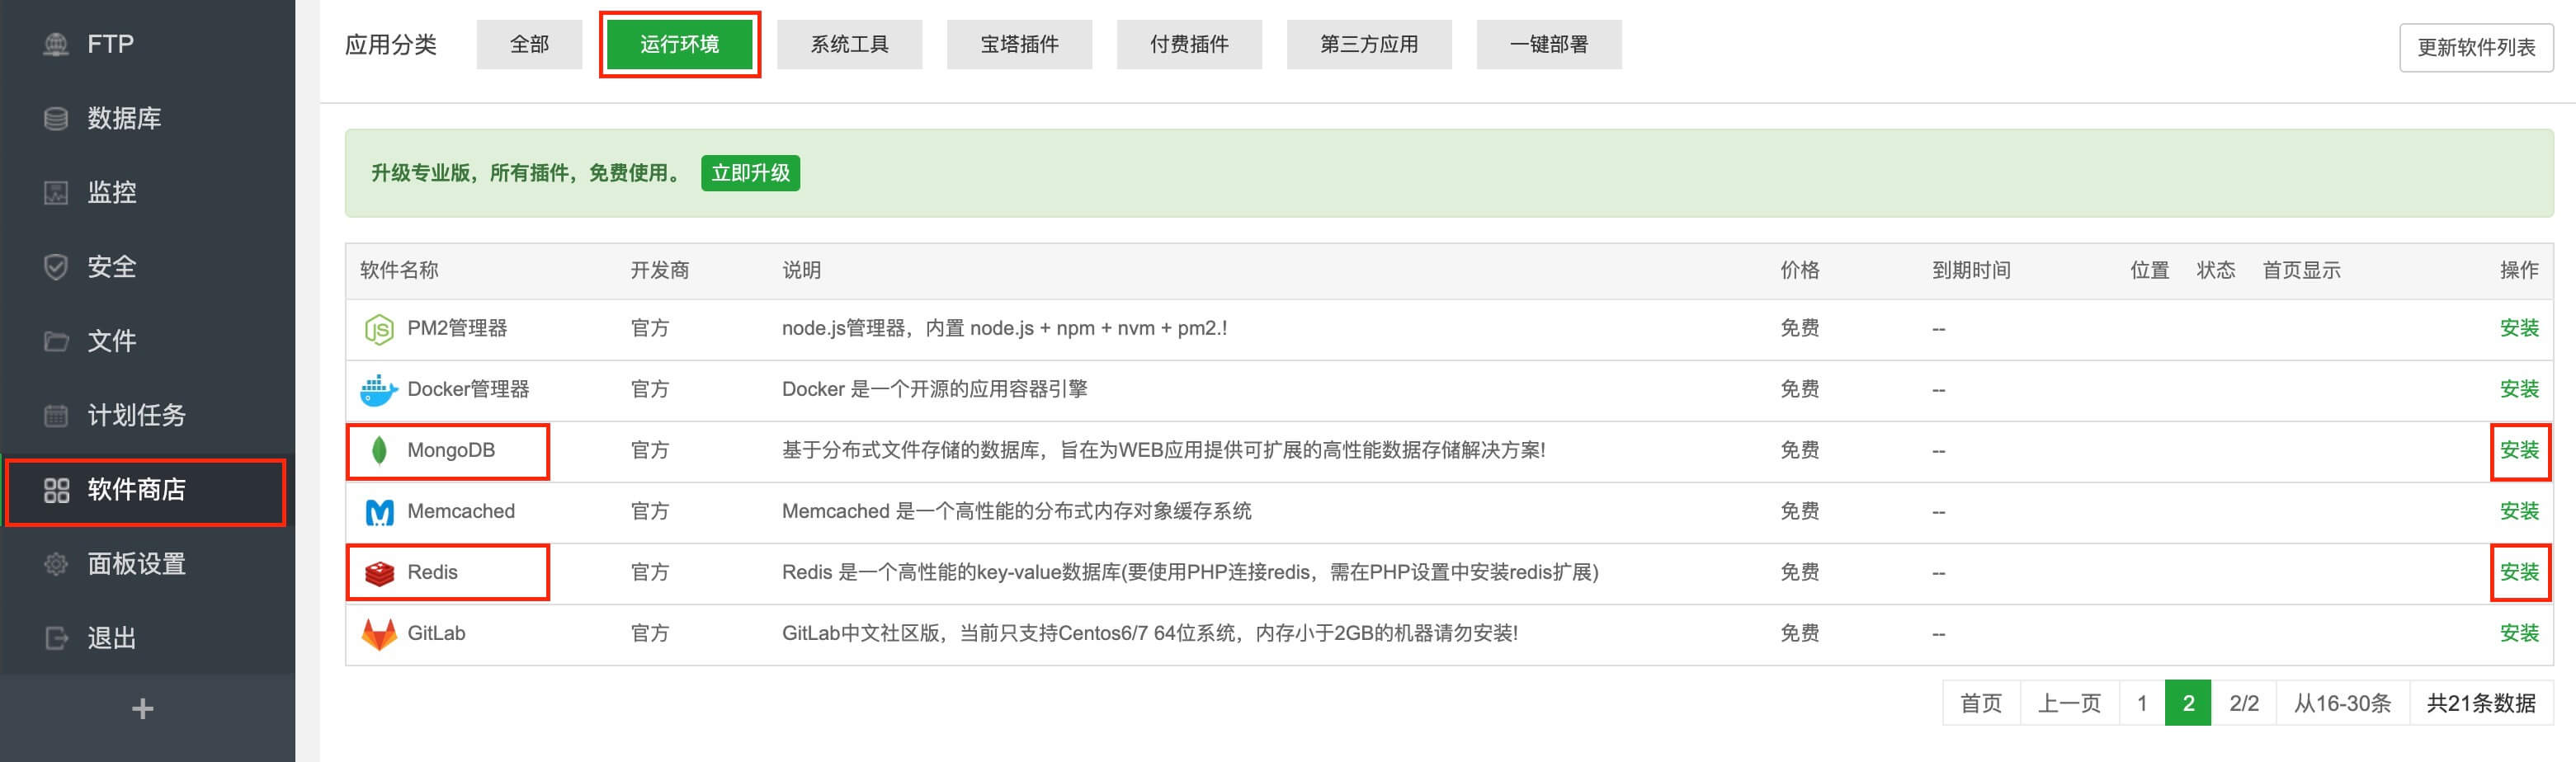 FTP
数据库
监控
安全
文件
计划任务
软件商店
面板设置
退出
应用分类 全部 运行环境 系统工具 宝塔插件 付费插件 第三方应用 一键部署 更新软件列表
升级专业版，所有插件，免费使用。 立即升级
软件名称 开发商 说明 价格 到期时间 位置 状态 首页显示 操作
PM2管理器 官方 node.js管理器，内置 node.js + npm + nvm + pm2.! 免费 -- 安装
Docker管理器 官方 Docker 是一个开源的应用容器引擎 免费 -- 安装
MongoDB 官方 基于分布式文件存储的数据库，旨在为WEB应用提供可扩展的高性能数据存储解决方案! 免费 -- 安装
Memcached 官方 Memcached 是一个高性能的分布式内存对象缓存系统 免费 -- 安装
Redis 官方 Redis 是一个高性能的key-value数据库(要使用PHP连接redis，需在PHP设置中安装redis扩展) 免费 -- 安装
GitLab 官方 GitLab中文社区版，当前只支持Centos6/7 64位系统，内存小于2GB的机器请勿安装! 免费 -- 安装
首页 上一页 1 2 2/2 从16-30条 共21条数据